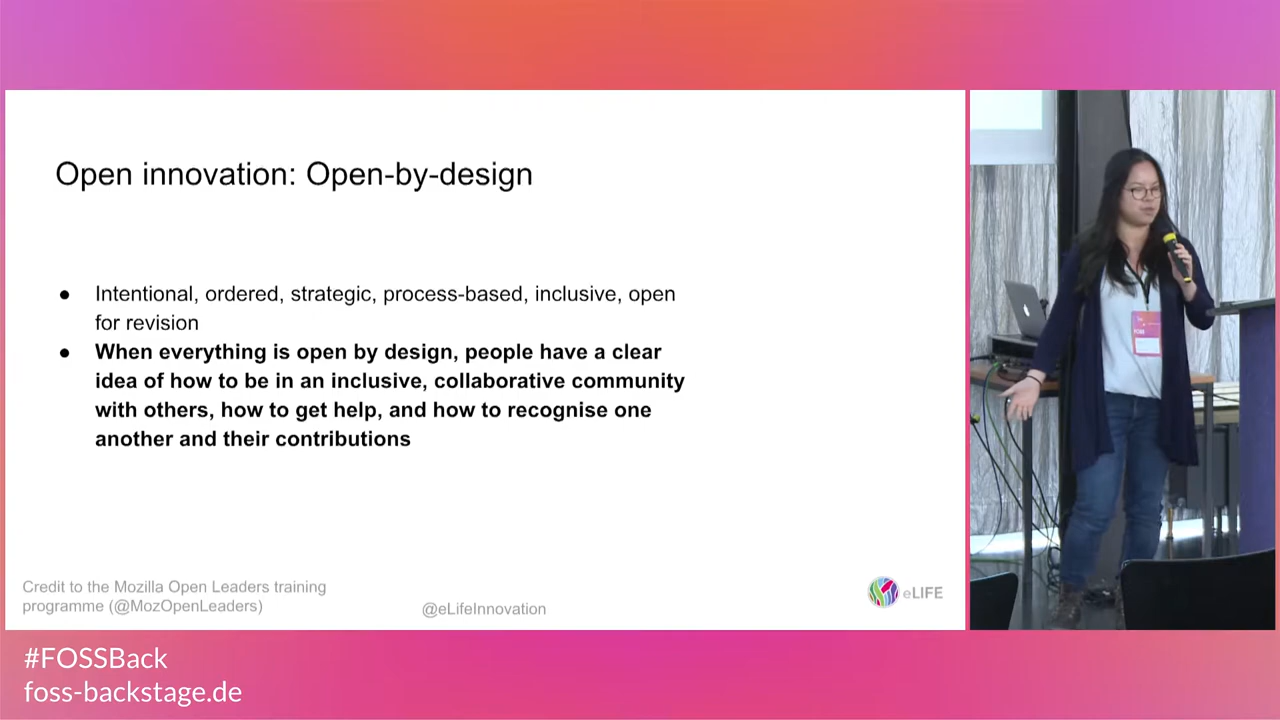 Open innovation: Open-by-design
● Intentional, ordered, strategic, process-based, inclusive, open
for revision
● When everything is open by design, people have a clear
idea of how to be in an inclusive, collaborative community
with others, how to get help, and how to recognise one
another and their contributions
Credit to the Mozilla Open Leaders training
programme (@MozOpenLeaders)
@eLifeInnovation
eLIFE
#FOSSBack
foss-backstage.de